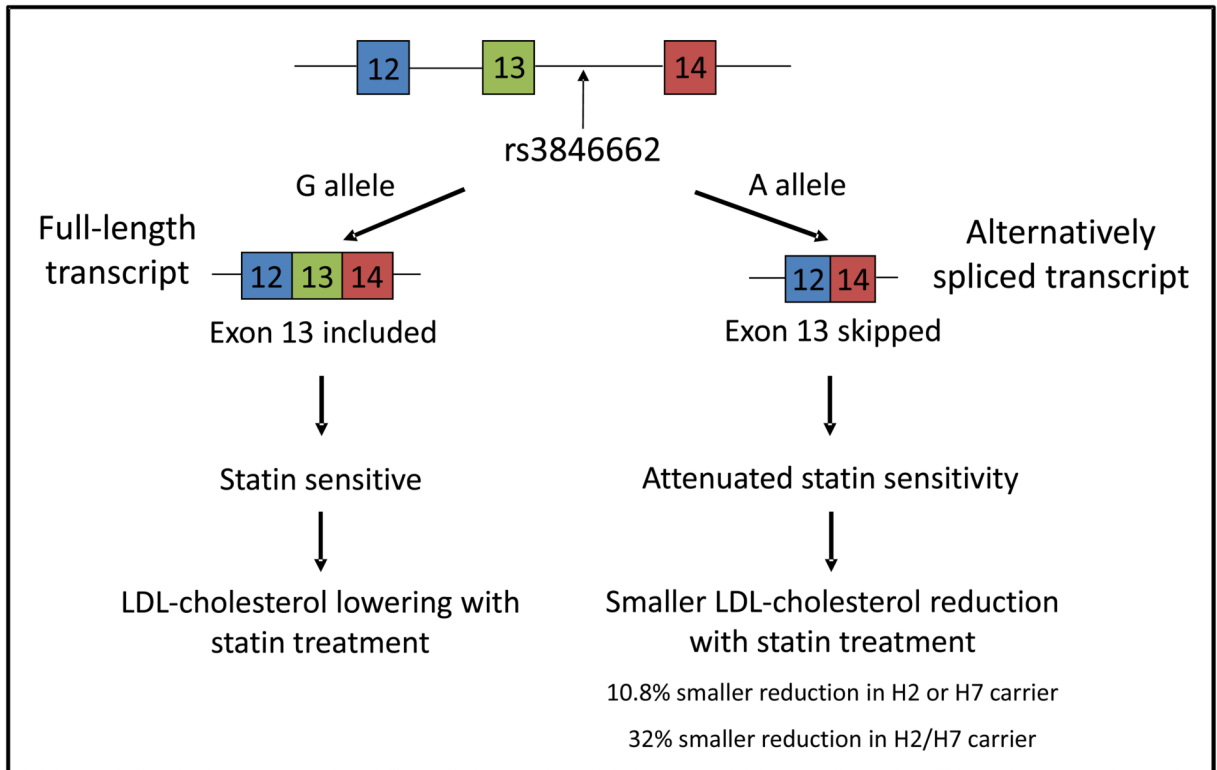 12
13
14
rs3846662
G allele
A allele
Full-length
transcript
12 13 14
Exon 13 included
12 14
Alternatively
spliced transcript
Exon 13 skipped
Statin sensitive
Attenuated statin sensitivity
LDL-cholesterol lowering with
statin treatment
Smaller LDL-cholesterol reduction
with statin treatment
10.8% smaller reduction in H2 or H7 carrier
32% smaller reduction in H2/H7 carrier